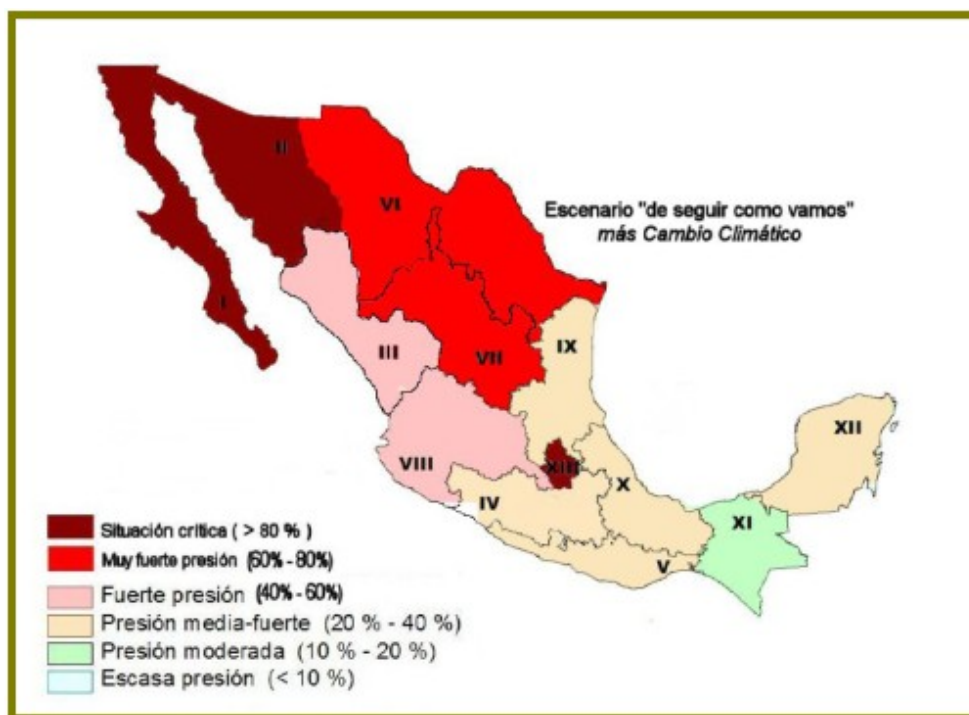 II
VI
Escenario "de seguir como vamos"
más Cambio Climático
I
III
VII
IX
XII
VIII
XIII
X
IV
XI
V
Situación crítica ( > 80 % )
Muy fuerte presión (60% - 80%)
Fuerte presión (40% - 60%)
Presión media-fuerte (20 % - 40 %)
Presión moderada (10 % - 20 %)
Escasa presión (< 10 %)